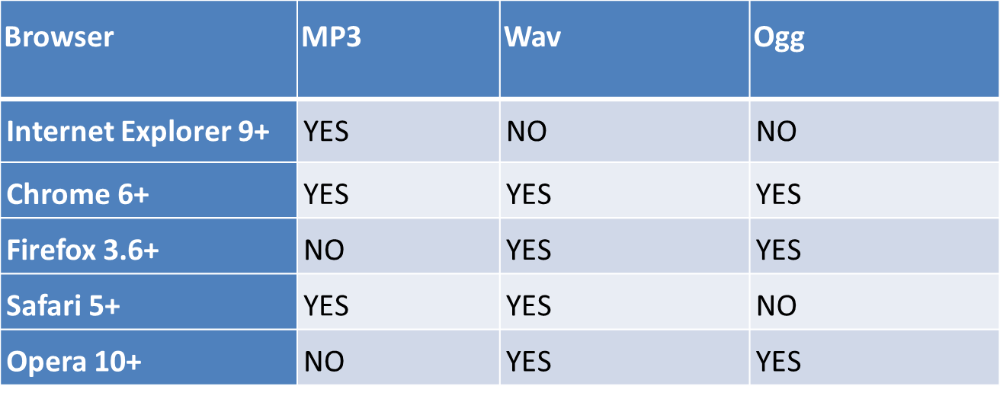 Browser MP3 Wav Ogg
Internet Explorer 9+ YES NO NO
Chrome 6+ YES YES YES
Firefox 3.6+ NO YES YES
Safari 5+ YES YES NO
Opera 10+ NO YES YES